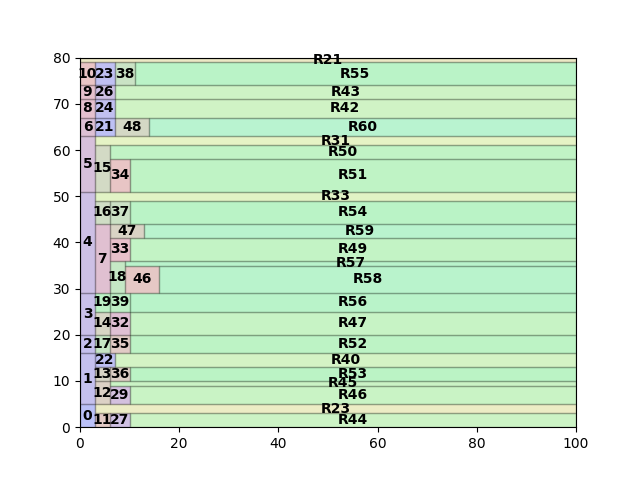 80
R21
10 23 38 R55
9 26 R43
70
8 24 R42
6 21 48 R60
R31
60
5 15 R50
34 R51
50
R33
16 37 R54
47 R59
4 33 R49
40
7 R57
18 46 R58
30
19 39 R56
3
14 32 R47
20
2 17 35 R52
22 R40
1 13 36 R53
10
R45
12 29 R46
0 R23
11 27 R44
0
0 20 40 60 80 100